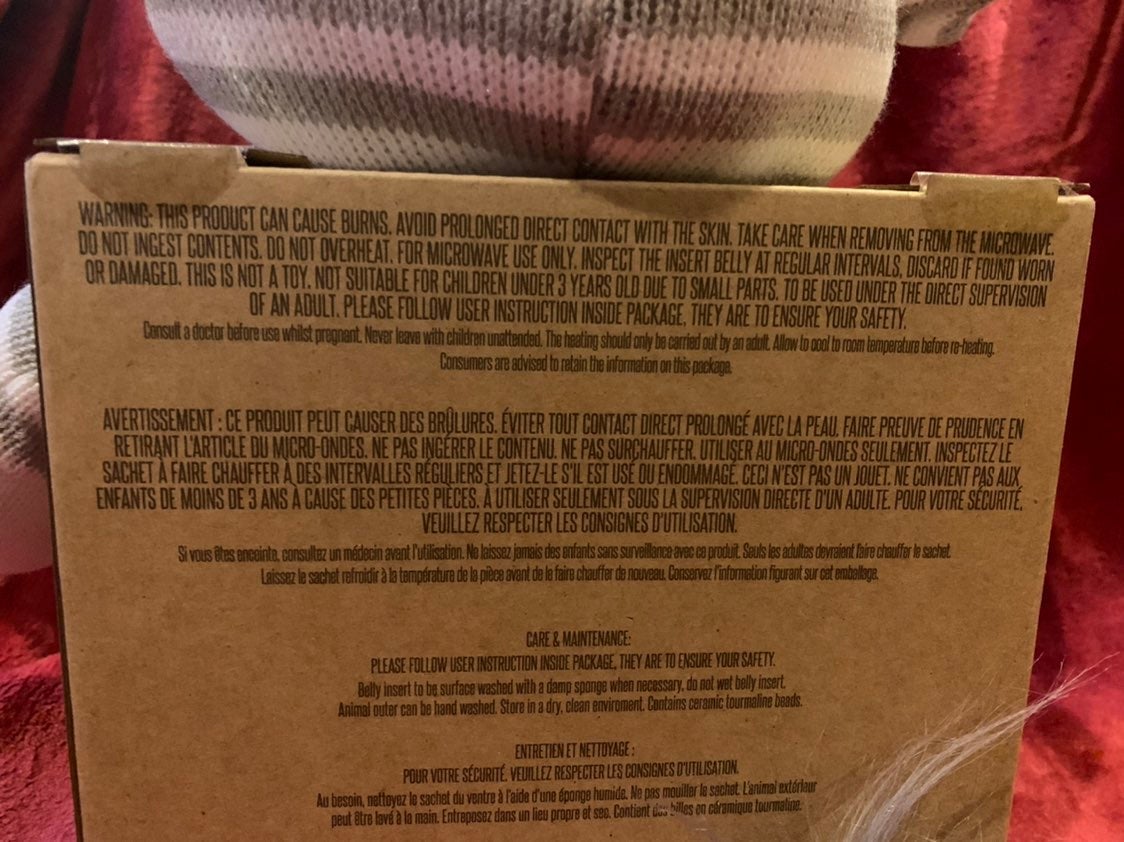 WARNING: THIS PRODUCT CAN CAUSE BURNS. AVOID PROLONGED DIRECT CONTACT WITH THE SKIN. TAKE CARE WHEN REMOVING FROM THE MICROWAVE.
DO NOT INGEST CONTENTS. DO NOT OVERHEAT. FOR MICROWAVE USE ONLY. INSPECT THE INSERT BELLY AT REGULAR INTERVALS, DISCARD IF FOUND WORN
OR DAMAGED. THIS IS NOT A TOY. NOT SUITABLE FOR CHILDREN UNDER 3 YEARS OLD DUE TO SMALL PARTS. TO BE USED UNDER THE DIRECT SUPERVISION
OF AN ADULT. PLEASE FOLLOW USER INSTRUCTION INSIDE PACKAGE, THEY ARE TO ENSURE YOUR SAFETY.
Consult a doctor before use whilst pregnant. Never leave with children unattended. The heating should only be carried out by an adult. Allow to cool to room temperature before re-heating.
Consumers are advised to retain the information on this package.
AVERTISSEMENT : CE PRODUIT PEUT CAUSER DES BRÛLURES. ÉVITER TOUT CONTACT DIRECT PROLONGÉ AVEC LA PEAU. FAIRE PREUVE DE PRUDENCE EN
RETIRANT L'ARTICLE DU MICRO-ONDES. NE PAS INGÉRER LE CONTENU. NE PAS SURCHAUFFER. UTILISER AU MICRO-ONDES SEULEMENT. INSPECTEZ LE
SACHET À FAIRE CHAUFFER À DES INTERVALLES RÉGULIERS ET JETEZ-LE S'IL EST USÉ OU ENDOMMAGÉ. CECI N'EST PAS UN JOUET. NE CONVIENT PAS AUX
ENFANTS DE MOINS DE 3 ANS À CAUSE DES PETITES PIÈCES. À UTILISER SEULEMENT SOUS LA SUPERVISION DIRECTE D'UN ADULTE. POUR VOTRE SÉCURITÉ,
VEUILLEZ RESPECTER LES CONSIGNES D'UTILISATION.
Si vous êtes enceinte, consultez un médecin avant l'utilisation. Ne laissez jamais des enfants sans surveillance avec ce produit. Seuls les adultes devraient faire chauffer le sachet.
Laissez le sachet refroidir à la température de la pièce avant de le faire chauffer de nouveau. Conservez l'information figurant sur cet emballage.
CARE & MAINTENANCE:
PLEASE FOLLOW USER INSTRUCTION INSIDE PACKAGE, THEY ARE TO ENSURE YOUR SAFETY.
Belly insert to be surface washed with a damp sponge when necessary, do not wet belly insert.
Animal outer can be hand washed. Store in a dry, clean enviroment. Contains ceramic tourmaline beads.
ENTRETIEN ET NETTOYAGE :
POUR VOTRE SÉCURITÉ, VEUILLEZ RESPECTER LES CONSIGNES D'UTILISATION.
Au besoin, nettoyez le sachet du ventre à l'aide d'une éponge humide. Ne pas mouiller le sachet. L'animal extérieur
peut être lavé à la main. Entreposez dans un lieu propre et sec. Contient des billes en céramique tourmaline.